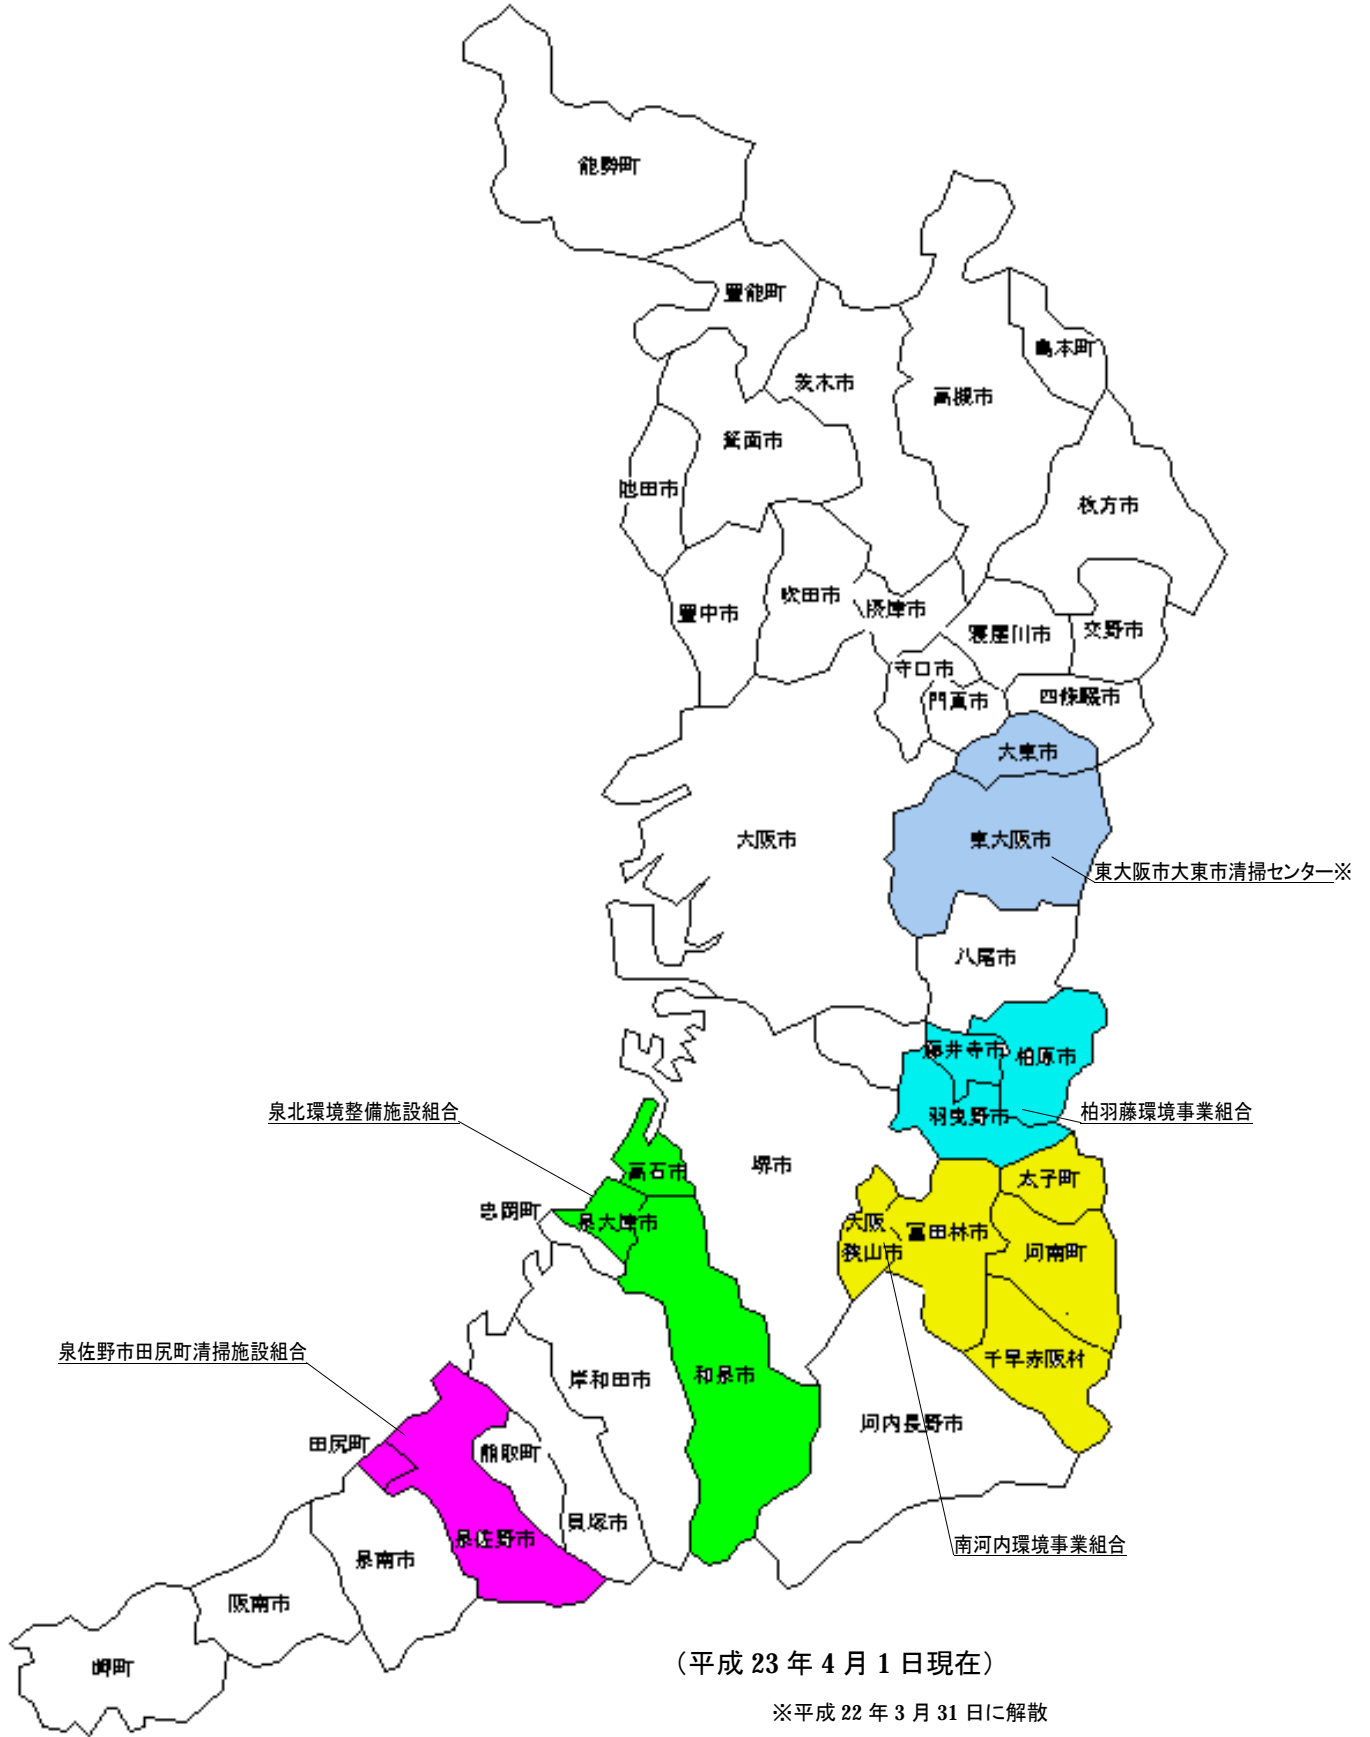 能勢町
豊能町
島本町
茨木市
高槻市
箕面市
池田市
枚方市
吹田市
摂津市
豊中市
寝屋川市
交野市
守口市
門真市
四條畷市
大東市
大阪市
東大阪市
東大阪市大東市清掃センター※
八尾市
藤井寺市
柏原市
泉北環境整備施設組合
羽曳野市
柏羽藤環境事業組合
堺市
高石市
太子町
忠岡町
泉大津市
大阪
狭山市
富田林市
河南町
泉佐野市田尻町清掃施設組合
千早赤阪村
岸和田市
和泉市
河内長野市
田尻町
熊取町
貝塚市
泉佐野市
南河内環境事業組合
泉南市
阪南市
岬町
（平成 23 年 4 月 1 日現在）
※平成 22 年 3 月 31 日に解散